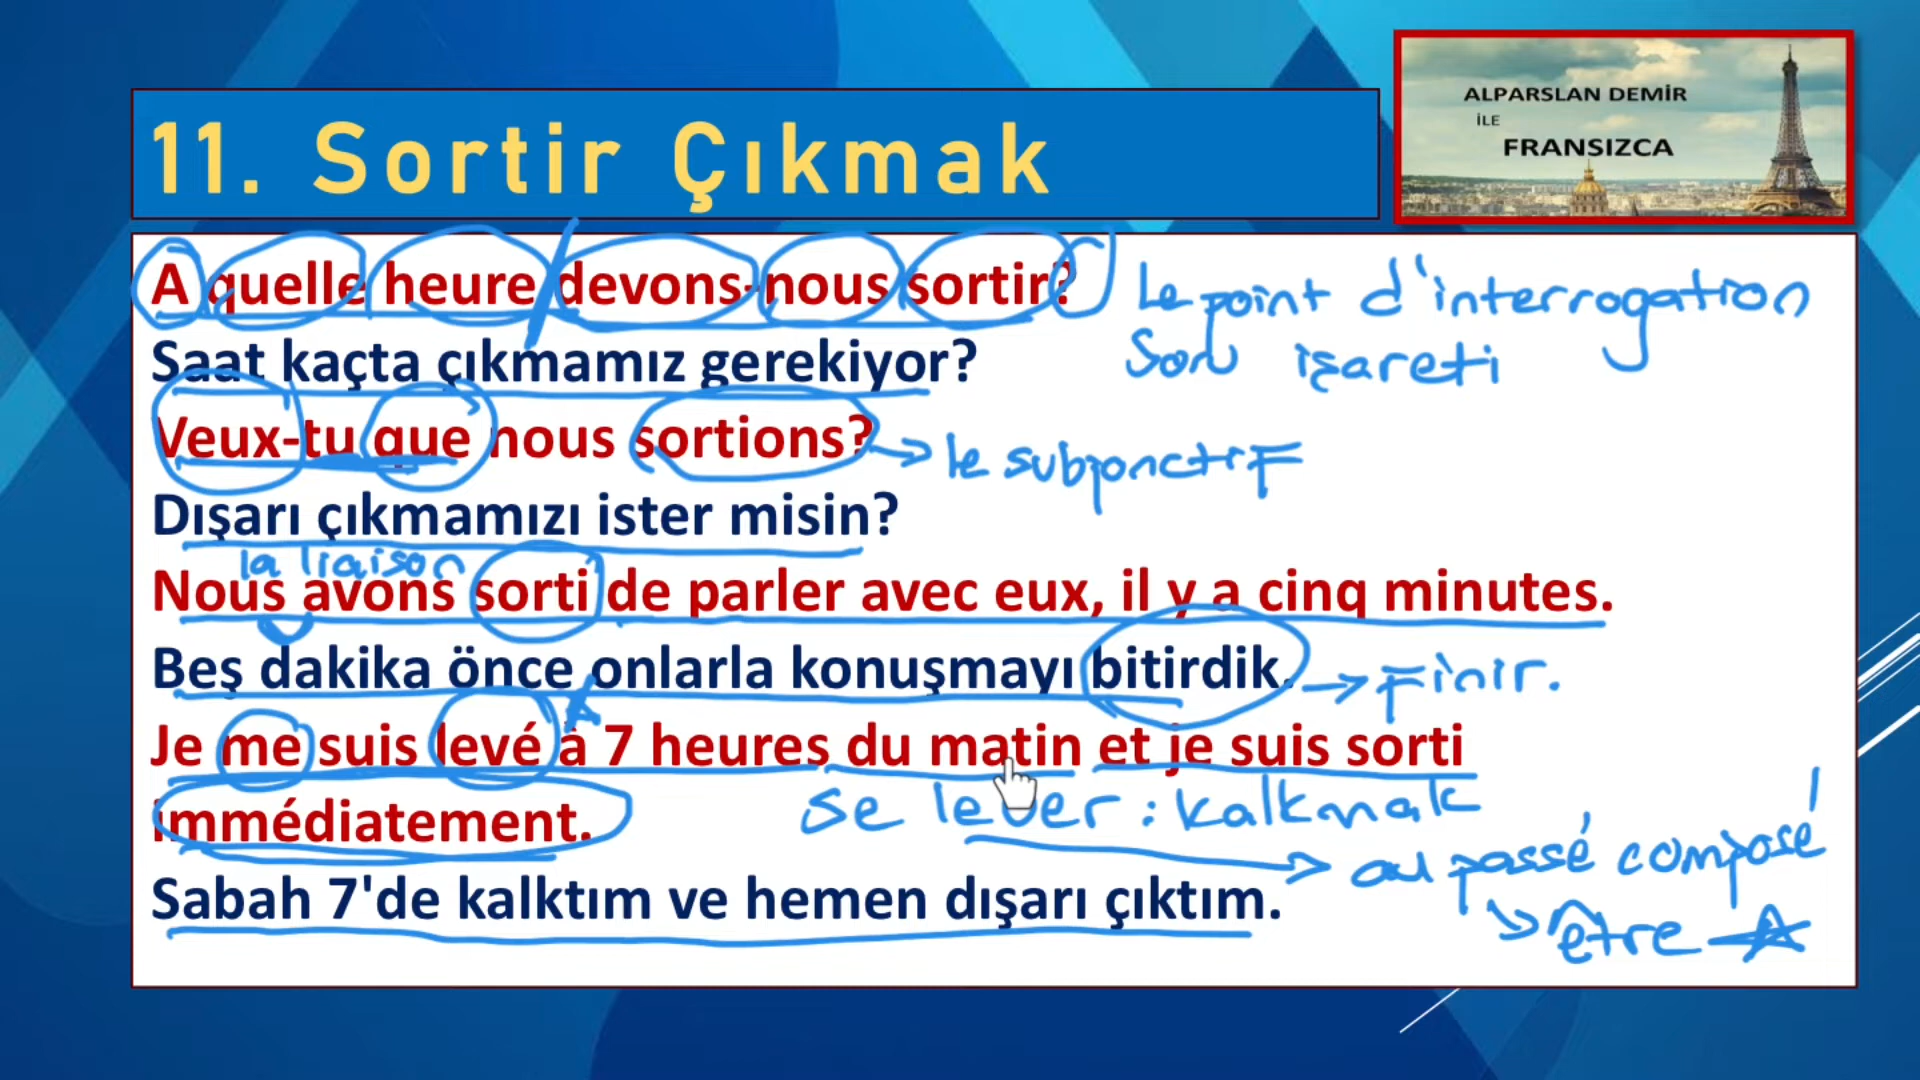 11. Sortir Çıkmak
ALPARSLAN DEMİR
İLE
FRANSIZCA
A quelle heure devons-nous sortir?
Le point d'interrogation
Saat kaçta çıkmamız gerekiyor?
Soru işareti
Veux-tu que nous sortions?
le subjonctif
Dışarı çıkmamızı ister misin?
la liaison
Nous avons sorti de parler avec eux, il y a cinq minutes.
Beş dakika önce onlarla konuşmayı bitirdik.
Finir.
Je me suis levé à 7 heures du matin et je suis sorti
immédiatement.
se lever : kalkmak
au passé composé
Sabah 7'de kalktım ve hemen dışarı çıktım.
être